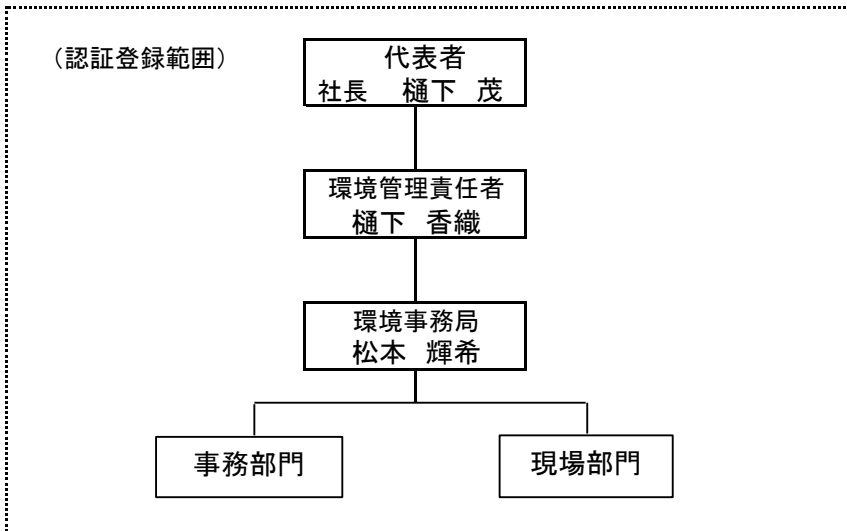 （認証登録範囲）
代表者
社長　樋下　茂
環境管理責任者
樋下　香織
環境事務局
松本　輝希
事務部門
現場部門